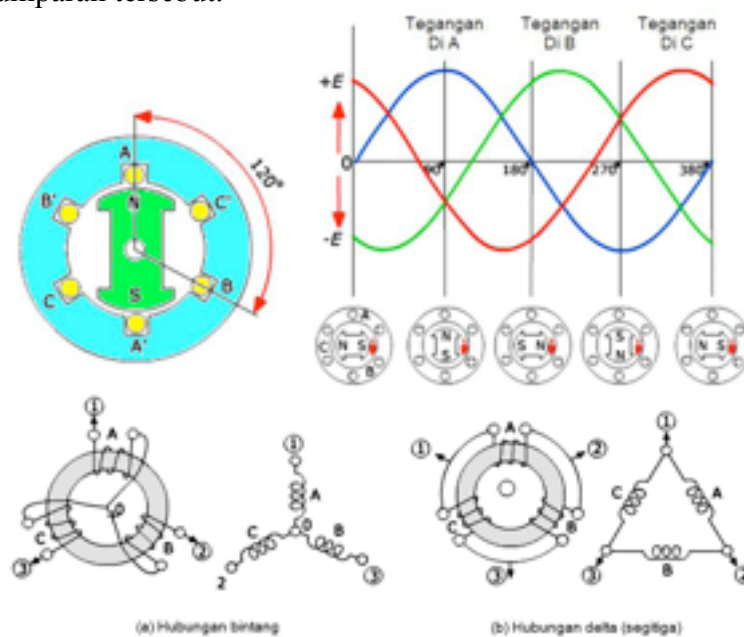 Tegangan Di A
Tegangan Di B
Tegangan Di C
+E
0
-E
90°
180°
270°
380°
120°
A
B'
C'
N
S
C
B
A'
A
C
N S
B
N
S
S N
S
N
N S
1
A
0
C
B
2
3
1
A
0
C
B
2
3
1
A
2
C
B
3
1
C
A
3
B
2
(a) Hubungan bintang
(b) Hubungan delta (segitiga)